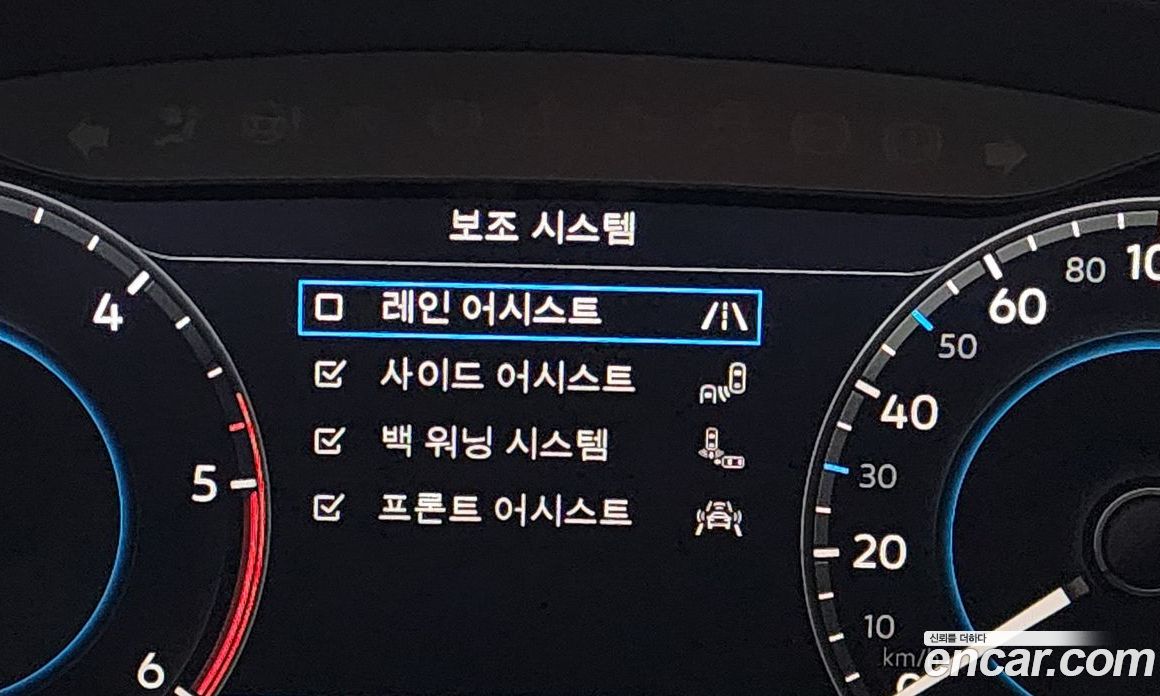 보조 시스템
레인 어시스트
사이드 어시스트
백 워닝 시스템
프론트 어시스트
4
5
6
80
60
50
40
30
20
10
0
km/
신뢰를 더하다
encar.com